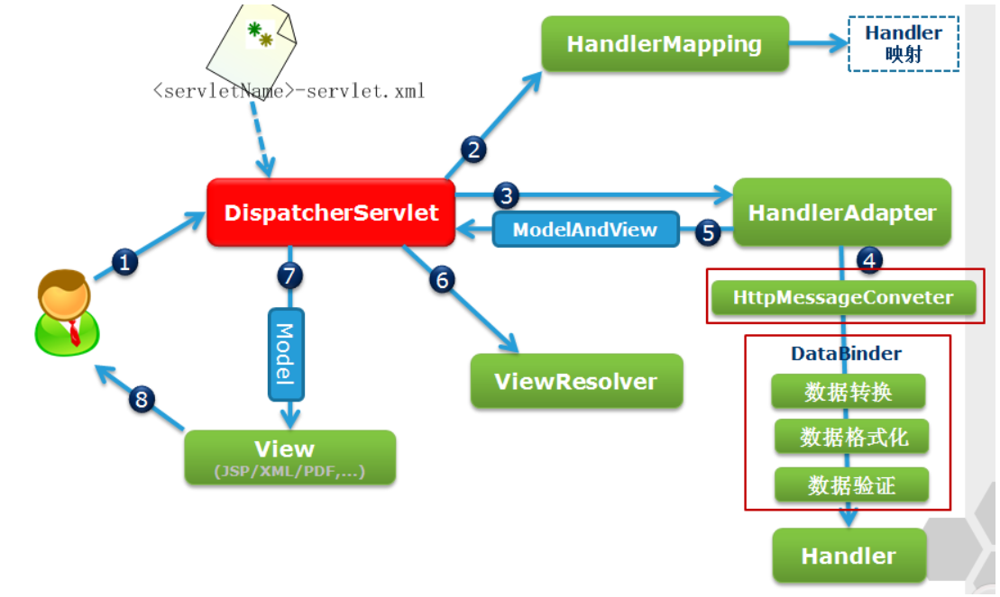 <servletName>-servlet.xml
HandlerMapping
Handler
映射
2
DispatcherServlet
3
HandlerAdapter
ModelAndView
5
1
7
6
4
HttpMessageConveter
Model
DataBinder
ViewResolver
数据转换
8
数据格式化
View
(JSP/XML/PDF,...)
数据验证
Handler